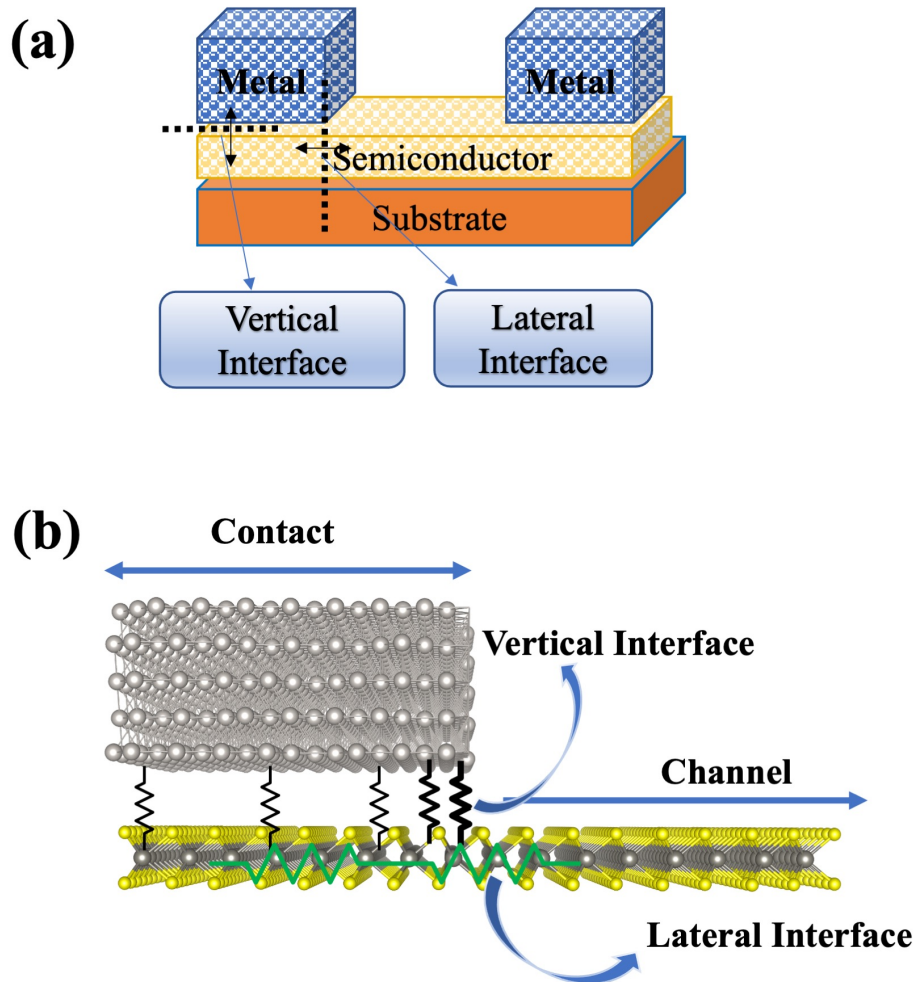 (a)
Metal
Metal
Semiconductor
Substrate
Vertical
Interface
Lateral
Interface
(b)
Contact
Vertical Interface
Channel
Lateral Interface